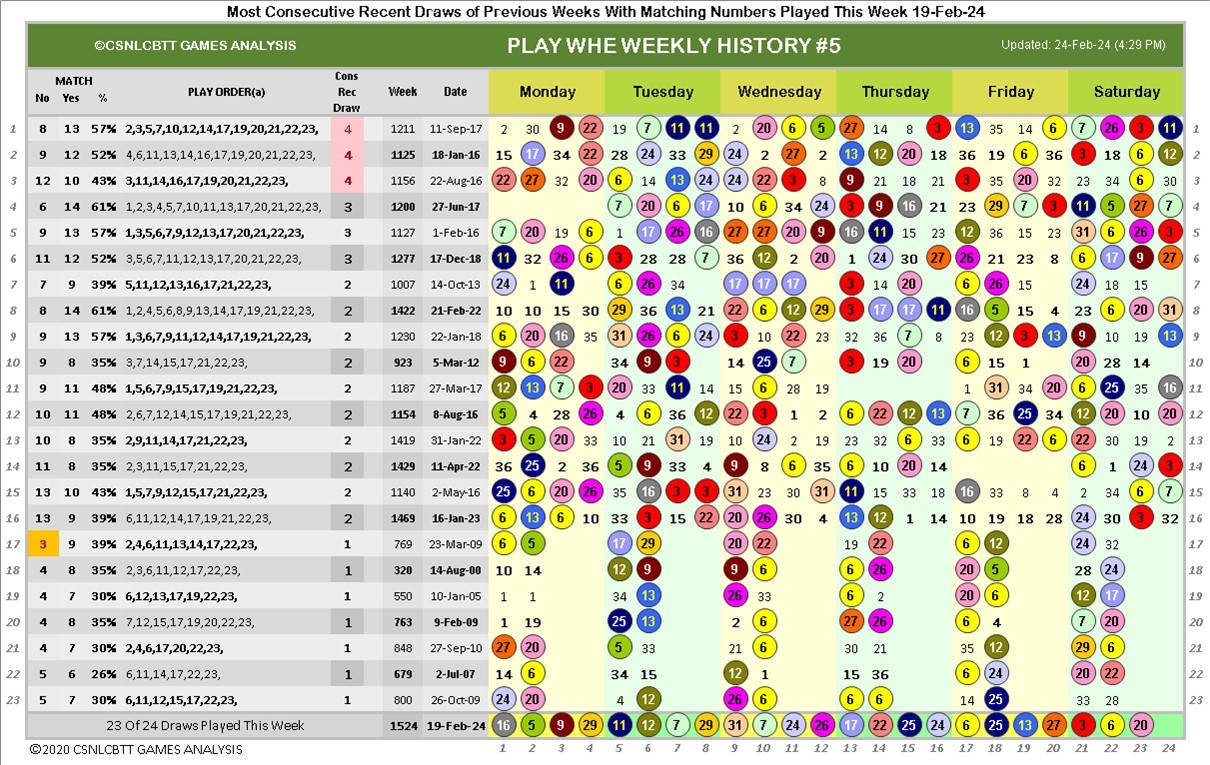 Most Consecutive Recent Draws of Previous Weeks With Matching Numbers Played This Week 19-Feb-24
©CSNLCBTT GAMES ANALYSIS PLAY WHE WEEKLY HISTORY #5 Updated: 24-Feb-24 (4:29 PM)
No MATCH Yes % PLAY ORDER(a) Cons Rec Draw Week Date Monday Tuesday Wednesday Thursday Friday Saturday
1 8 13 57% 2,3,5,7,10,12,14,17,19,20,21,22,23, 4 1211 11-Sep-17 2 30 9 22 19 7 11 11 2 20 6 5 27 14 8 3 13 35 14 6 7 26 3 11 1
2 9 12 52% 4,6,11,13,14,16,17,19,20,21,22,23, 4 1125 18-Jan-16 15 17 34 22 28 24 33 29 24 2 27 2 13 12 20 18 36 19 6 36 3 18 6 12 2
3 12 10 43% 3,11,14,16,17,19,20,21,22,23, 4 1156 22-Aug-16 22 27 32 20 6 14 13 24 24 22 3 8 9 21 18 21 3 35 20 32 23 34 6 30 3
4 6 14 61% 1,2,3,4,5,7,10,11,13,17,20,21,22,23, 3 1200 27-Jun-17 7 20 6 17 10 6 34 24 3 9 16 21 23 29 7 3 11 5 27 7 4
5 9 13 57% 1,3,5,6,7,9,12,13,17,20,21,22,23, 3 1127 1-Feb-16 7 20 19 6 1 17 26 16 27 27 20 9 16 11 15 23 12 36 15 23 31 6 26 3 5
6 11 12 52% 3,5,6,7,11,12,13,17,20,21,22,23, 3 1277 17-Dec-18 11 32 26 6 3 28 28 7 36 12 2 20 1 24 30 27 26 21 23 8 6 17 9 27 6
7 7 9 39% 5,11,12,13,16,17,21,22,23, 2 1007 14-Oct-13 24 1 11 6 26 34 17 17 17 3 14 20 6 26 15 24 18 15 7
8 8 14 61% 1,2,4,5,6,8,9,13,14,17,19,21,22,23, 2 1422 21-Feb-22 10 10 15 30 29 36 13 21 22 6 12 29 3 17 17 11 16 5 15 4 23 6 20 31 8
9 13 57% 1,3,6,7,9,11,12,14,17,19,21,22,23, 2 1230 22-Jan-18 6 20 16 35 31 26 6 24 3 10 22 23 9 32 35 7 8 23 12 3 13 9 10 19 13 9
10 9 8 35% 3,7,14,15,17,21,22,23, 2 923 5-Mar-12 9 6 22 34 9 3 14 25 7 3 19 20 6 15 1 20 28 14 10
11 9 11 48% 1,5,6,7,9,15,17,19,21,22,23, 2 1187 27-Mar-17 12 13 7 3 20 33 11 14 15 6 28 19 1 31 34 20 6 25 35 16 11
12 10 11 48% 2,6,7,12,14,15,17,19,21,22,23, 2 1154 8-Aug-16 5 4 28 26 4 6 36 12 22 3 1 2 6 22 12 13 7 36 25 34 12 20 10 20 12
13 10 8 35% 2,9,11,14,17,21,22,23, 2 1419 31-Jan-22 3 5 20 33 10 21 31 19 10 24 2 19 23 32 6 33 6 19 22 6 22 30 19 2 13
14 11 8 35% 2,3,11,15,17,21,22,23, 2 1429 11-Apr-22 36 25 2 36 5 9 33 4 9 8 6 35 6 10 20 14 6 1 24 3 14
15 13 10 43% 1,5,7,9,12,15,17,21,22,23, 2 1140 2-May-16 25 6 20 26 35 16 3 3 31 23 30 31 11 15 33 18 16 33 8 4 2 34 6 7 15
16 13 9 39% 6,11,12,14,17,13,21,22,23, 2 1469 16-Jan-23 6 13 6 10 33 3 15 22 20 26 30 4 13 12 1 14 10 19 18 28 24 30 3 32 16
17 3 9 39% 2,4,6,11,13,14,17,22,23, 1 769 23-Mar-09 6 5 17 29 20 22 19 22 6 12 24 32 17
18 4 8 35% 2,3,6,11,12,17,22,23, 1 320 14-Aug-00 10 14 12 9 9 6 13 26 20 5 28 24 18
19 4 7 30% 6,12,13,17,19,22,23, 1 550 10-Jan-05 1 1 34 13 26 33 6 2 20 6 12 17 19
20 4 8 35% 7,12,15,17,19,20,22,23, 1 763 9-Feb-09 1 19 25 13 2 6 27 26 6 4 7 20 20
21 4 7 30% 2,4,6,17,20,22,23, 1 848 27-Sep-10 27 20 5 33 21 6 30 21 35 12 29 6 21
22 5 6 26% 6,11,14,17,22,23, 1 679 2-Jul-07 14 6 34 15 12 1 15 36 6 24 20 22 22
23 5 7 30% 6,11,12,15,17,22,23, 1 800 26-Oct-09 24 20 4 12 26 6 6 6 14 25 33 28 23
23 Of 24 Draws Played This Week 1524 19-Feb-24 16 5 9 29 11 12 7 29 31 7 24 26 17 22 25 24 6 25 13 27 3 6 20
©2020 CSNLCBTT GAMES ANALYSIS 1 2 3 4 5 6 7 8 9 10 11 12 13 14 15 16 17 18 19 20 21 22 23 24